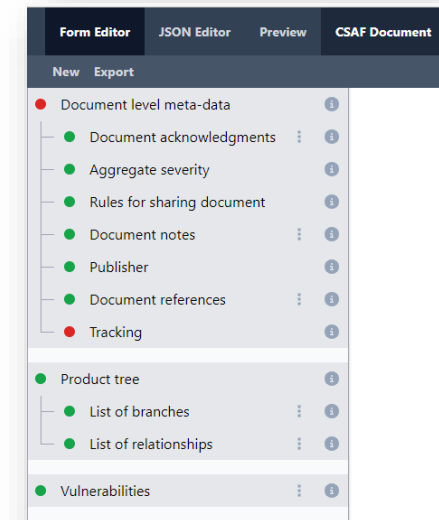 Form Editor JSON Editor Preview CSAF Document
New Export
Document level meta-data
Document acknowledgments
Aggregate severity
Rules for sharing document
Document notes
Publisher
Document references
Tracking
Product tree
List of branches
List of relationships
Vulnerabilities